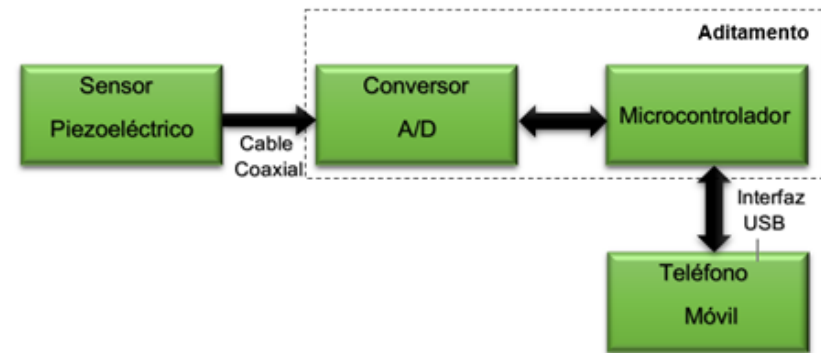 Aditamento
Sensor
Piezoeléctrico
Cable
Coaxial
Conversor
A/D
Microcontrolador
Interfaz
USB
Teléfono
Móvil